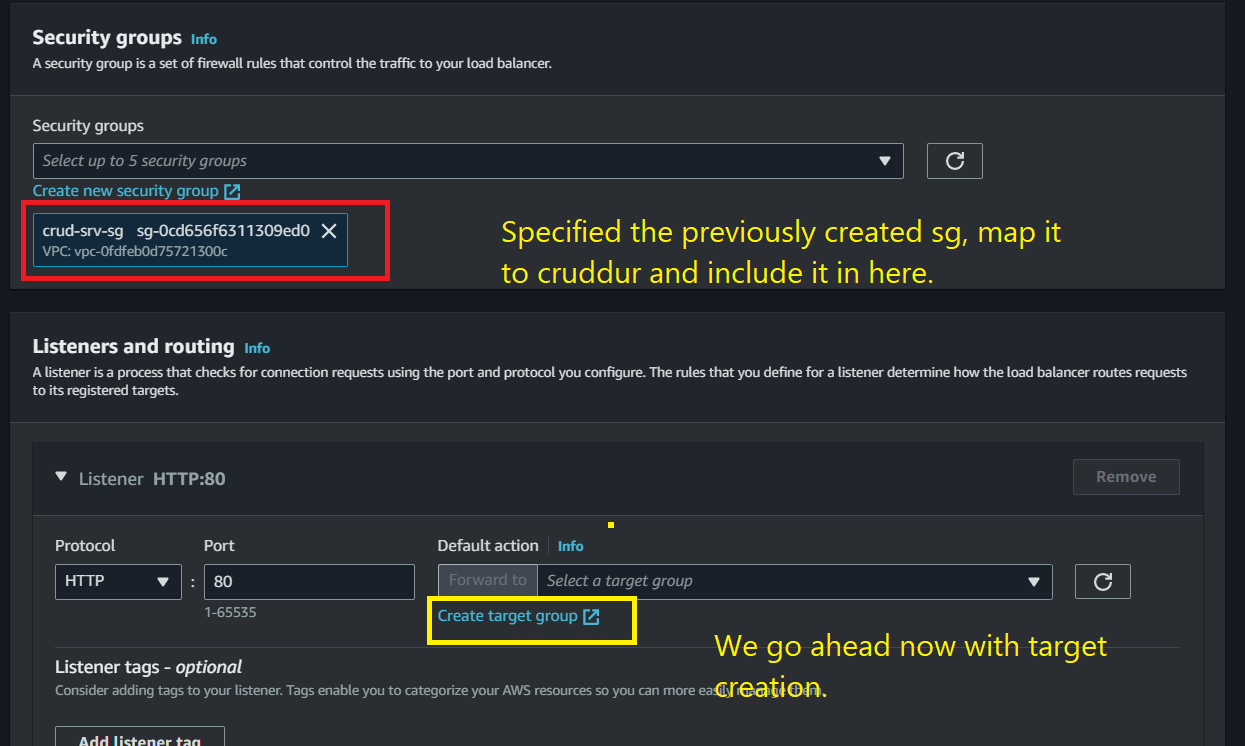 Security groups Info
A security group is a set of firewall rules that control the traffic to your load balancer.
Security groups
Select up to 5 security groups
Create new security group
crud-srv-sg sg-0cd656f6311309ed0
VPC: vpc-0fdfeb0d75721300c
Specified the previously created sg, map it
to cruddur and include it in here.
Listeners and routing Info
A listener is a process that checks for connection requests using the port and protocol you configure. The rules that you define for a listener determine how the load balancer routes requests
to its registered targets.
Listener HTTP:80
Remove
Protocol Port Default action Info
HTTP : 80 Forward to Select a target group
1-65535
Create target group
We go ahead now with target
creation.
Listener tags - optional
Consider adding tags to your listener. Tags enable you to categorize your AWS resources so you can more easily manage them.
Add listener tag